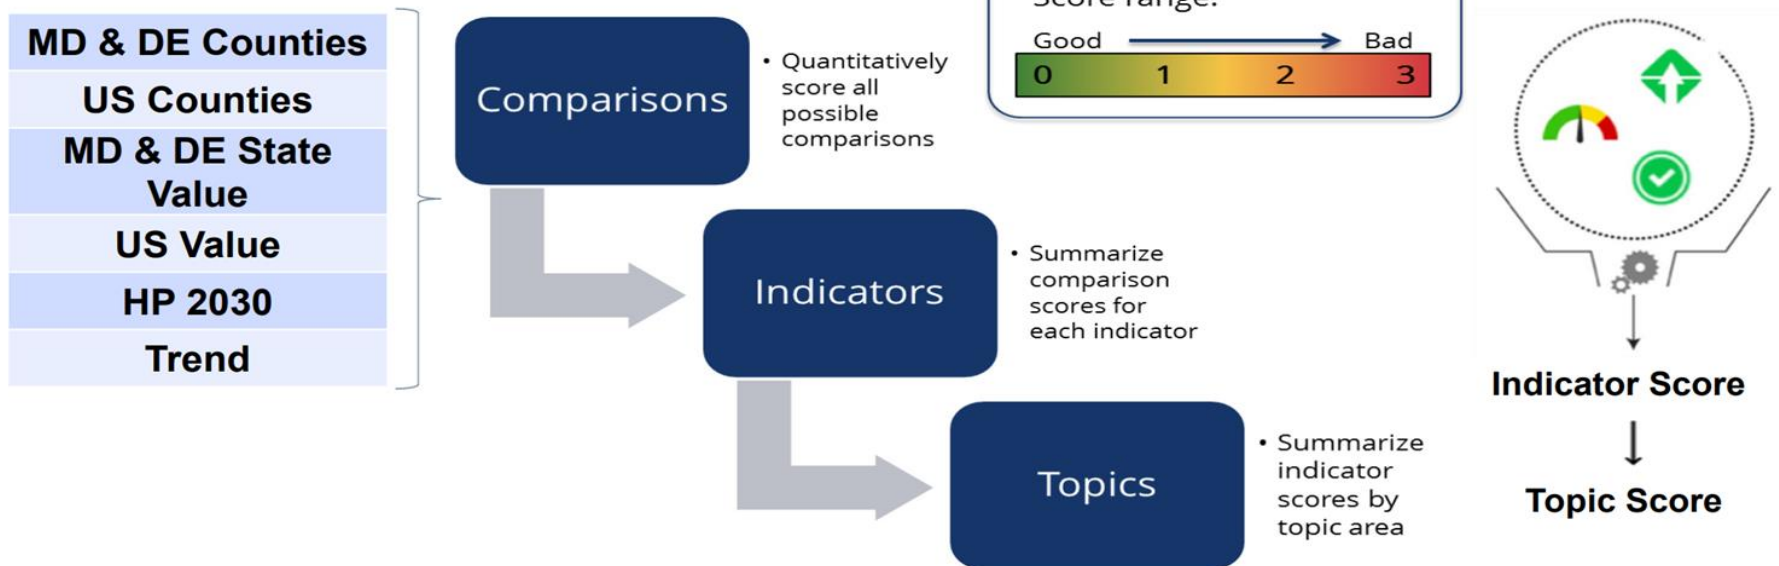 MD & DE Counties
US Counties
MD & DE State
Value
US Value
HP 2030
Trend
Comparisons
• Quantitatively
score all
possible
comparisons
Score range:
Good
Bad
0 1 2 3
Indicators
• Summarize
comparison
scores for
each indicator
Topics
• Summarize
indicator
scores by
topic area
Indicator Score
Topic Score